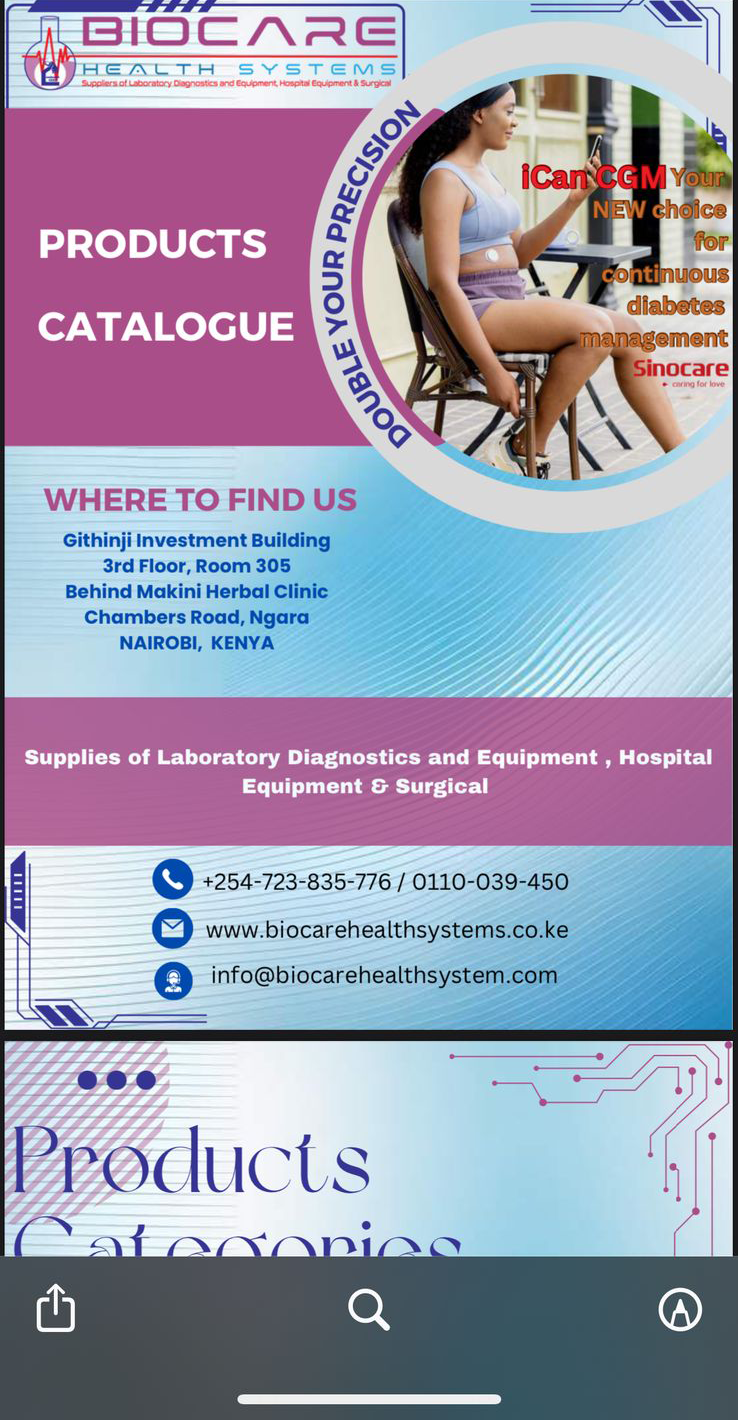 BIOCARE
HEALTH SYSTEMS
Suppliers of Laboratory Diagnostics and Equipment, Hospital Equipment & Surgical
DOUBLE YOUR PRECISION
iCan CGM Your
NEW choice
for
continuous
diabetes
management
Sinocare
caring for love
PRODUCTS
CATALOGUE
WHERE TO FIND US
Githinji Investment Building
3rd Floor, Room 305
Behind Makini Herbal Clinic
Chambers Road, Ngara
NAIROBI, KENYA
Supplies of Laboratory Diagnostics and Equipment , Hospital
Equipment & Surgical
+254-723-835-776 / 0110-039-450
www.biocarehealthsystems.co.ke
info@biocarehealthsystem.com
Products
Categories